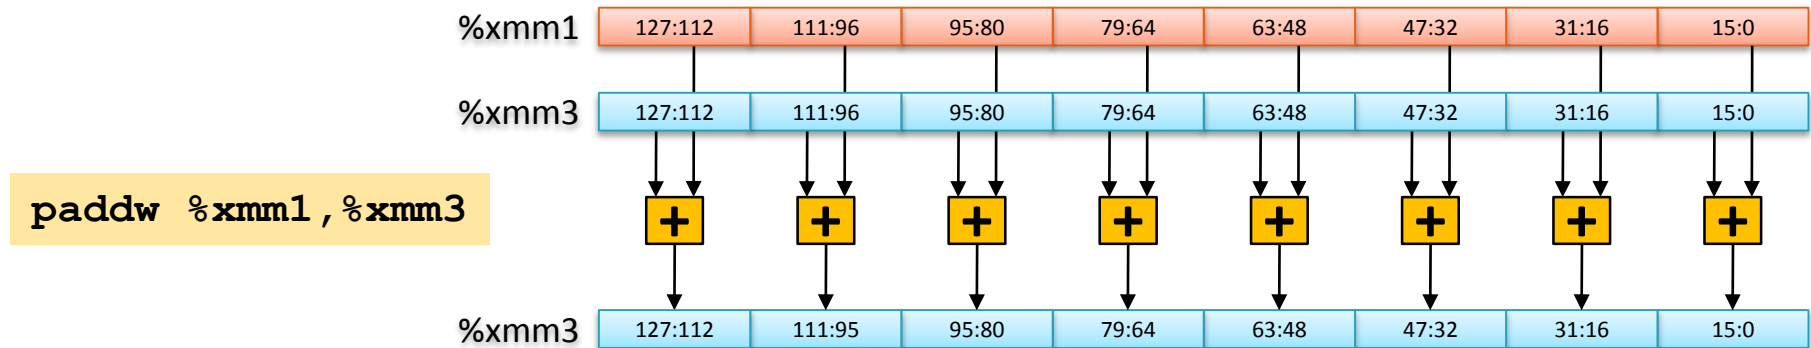 %xmm1 127:112 111:96 95:80 79:64 63:48 47:32 31:16 15:0
%xmm3 127:112 111:96 95:80 79:64 63:48 47:32 31:16 15:0
paddw %xmm1,%xmm3 + + + + + + + +
%xmm3 127:112 111:95 95:80 79:64 63:48 47:32 31:16 15:0